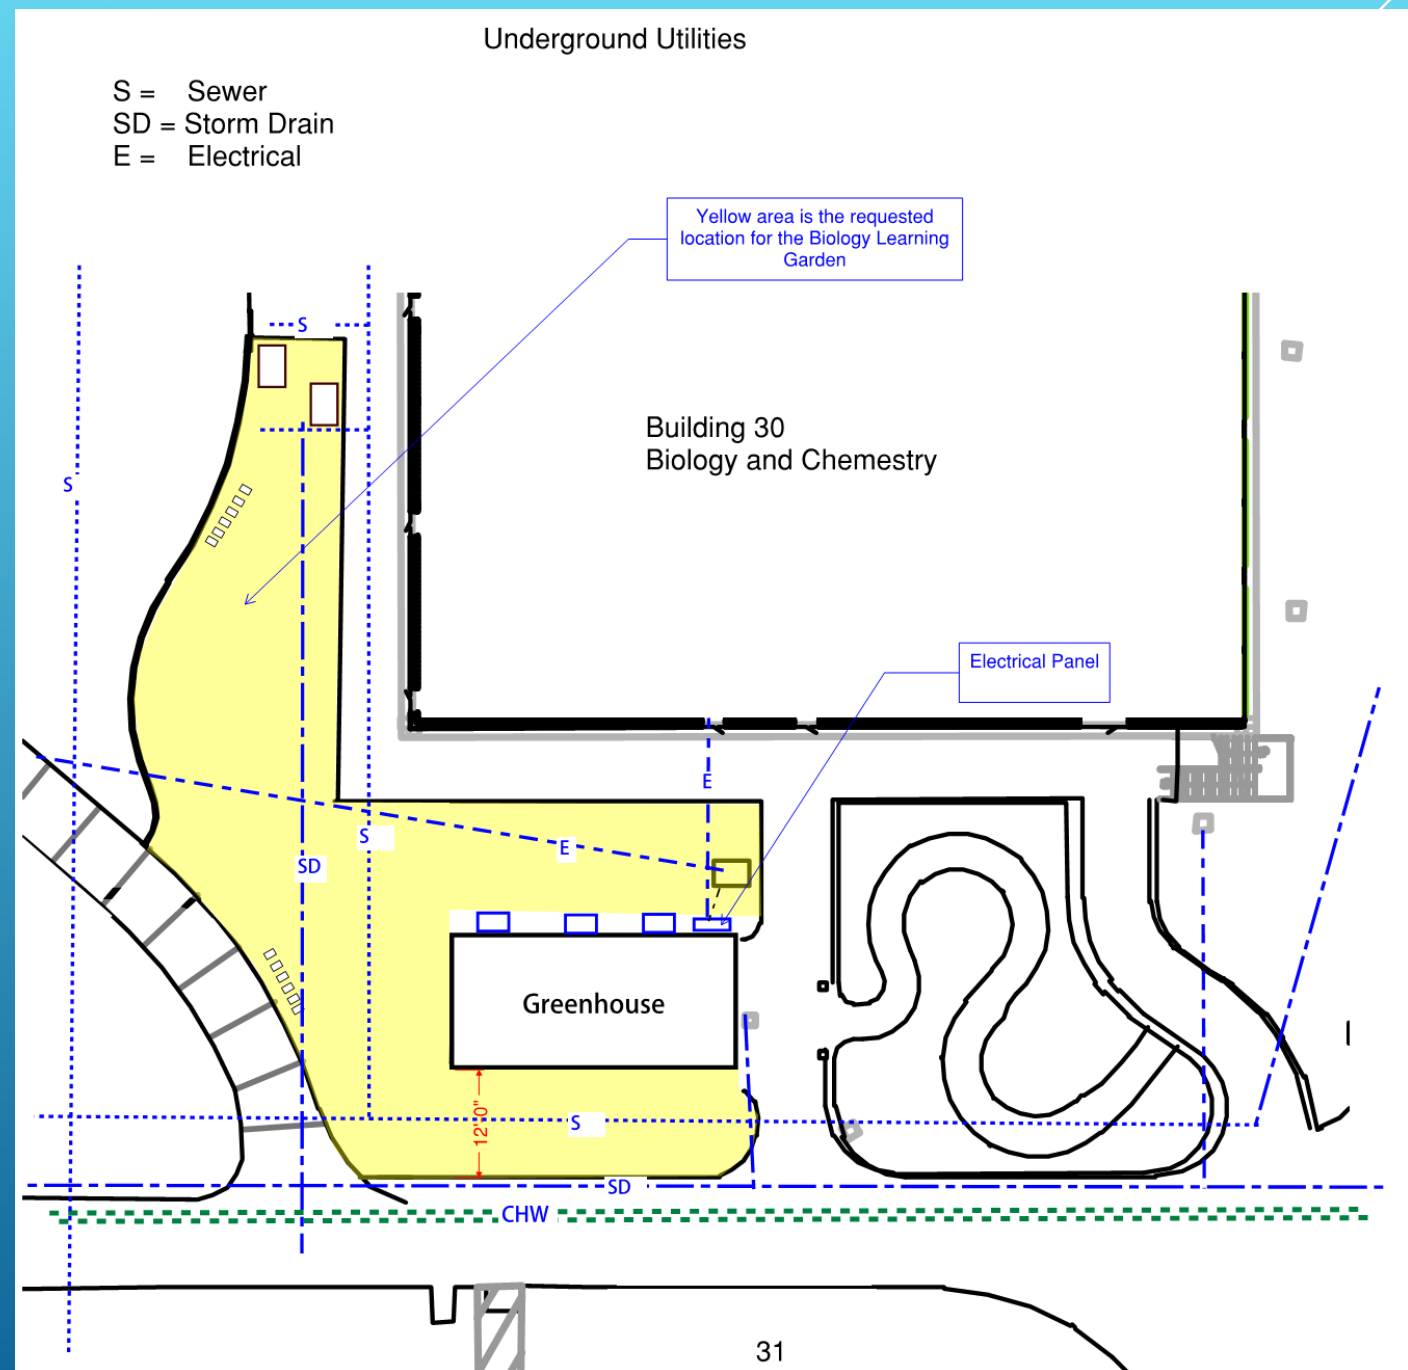 Underground Utilities
S = Sewer
SD = Storm Drain
E = Electrical
Yellow area is the requested
location for the Biology Learning
Garden
S
Building 30
Biology and Chemestry
S
Electrical Panel
E
S
E
SD
Greenhouse
12'-0"
S
SD
CHW
31